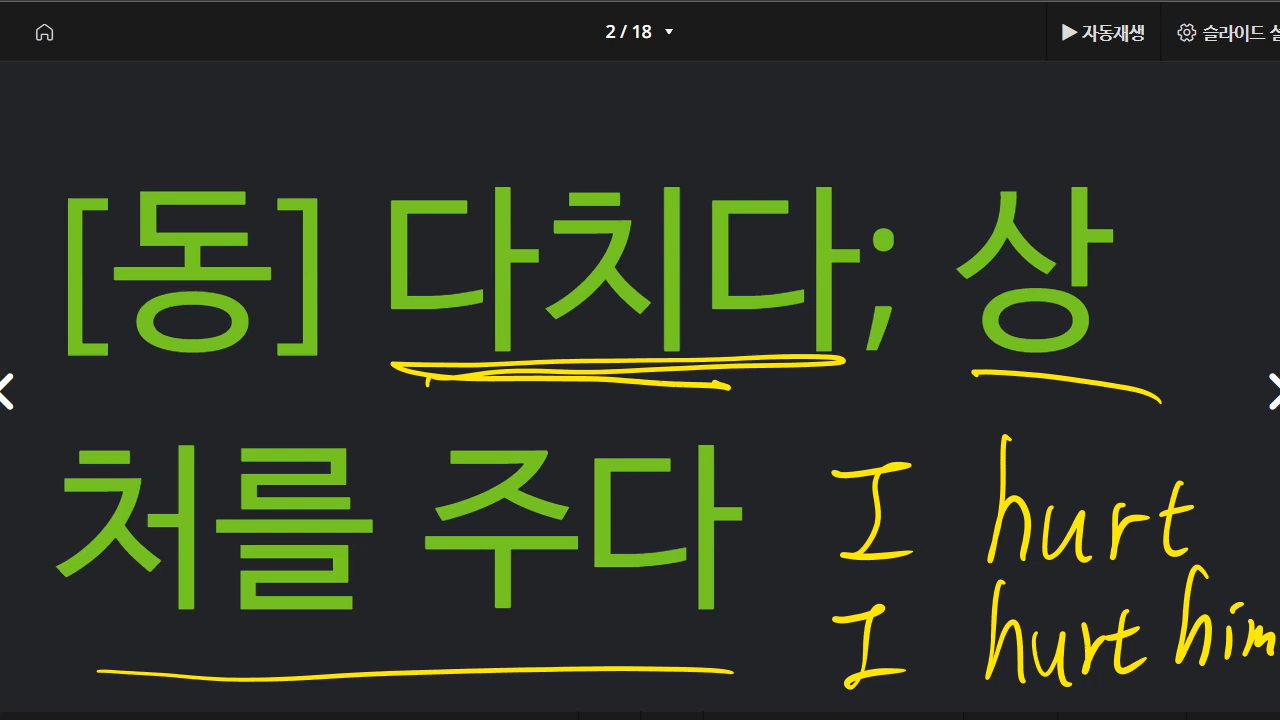 2 / 18
자동재생
슬라이드
[동] 다치다; 상
처를 주다
I hurt
I hurt him